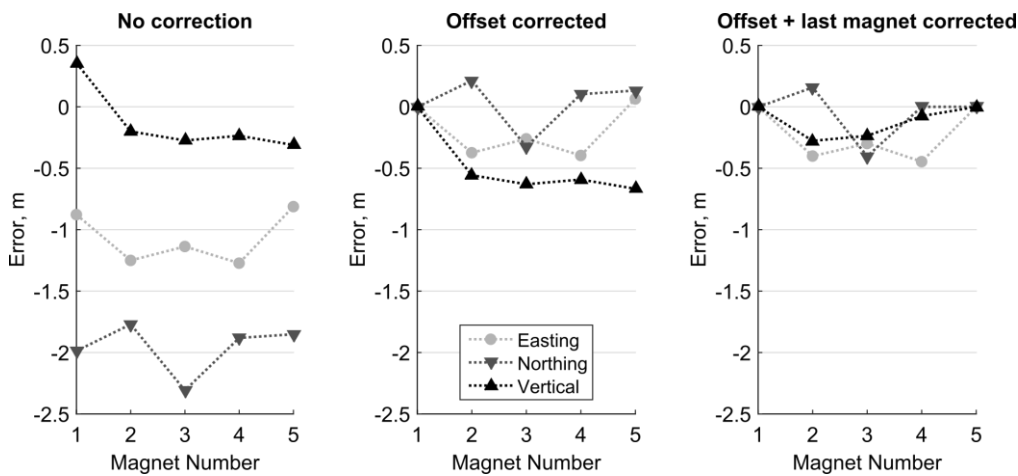 No correction
0.5
0
-0.5
-1
-1.5
-2
-2.5
Error, m
1 2 3 4 5
Magnet Number
Offset corrected
0.5
0
-0.5
-1
-1.5
-2
-2.5
Error, m
Easting
Northing
Vertical
1 2 3 4 5
Magnet Number
Offset + last magnet corrected
0.5
0
-0.5
-1
-1.5
-2
-2.5
Error, m
1 2 3 4 5
Magnet Number